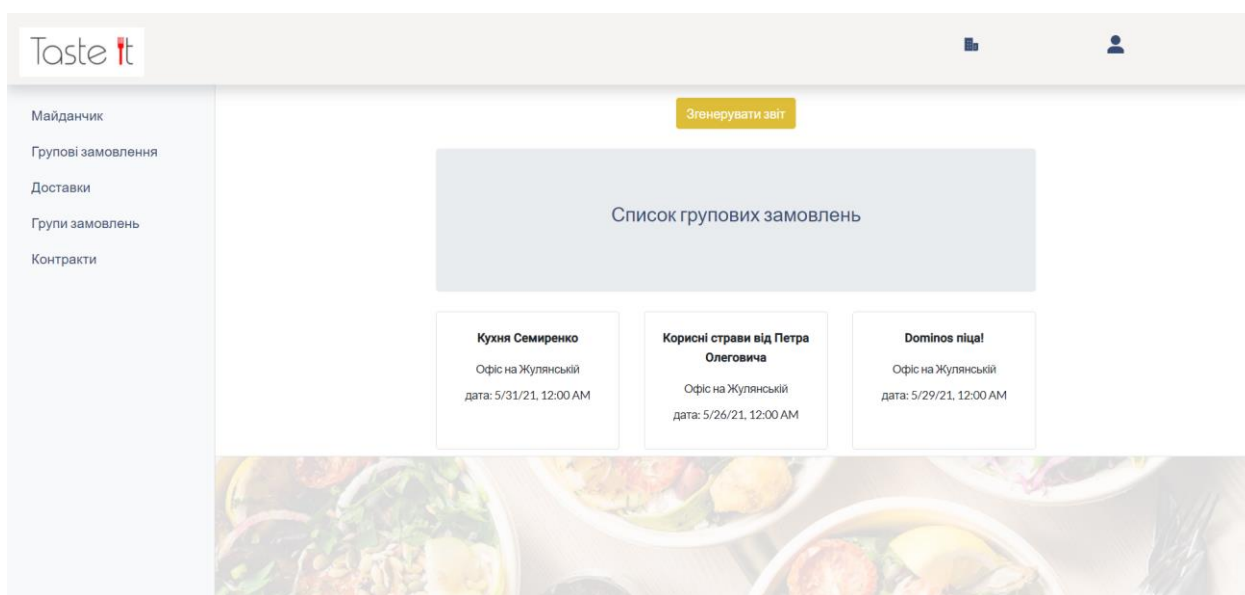 Taste it
Майданчик
Групові замовлення
Доставки
Групи замовлень
Контракти
Згенерувати звіт
Список групових замовлень
Кухня Семиренко
Офіс на Жулянській
дата: 5/31/21, 12:00 AM
Корисні страви від Петра
Олеговича
Офіс на Жулянській
дата: 5/26/21, 12:00 AM
Dominos піца!
Офіс на Жулянській
дата: 5/29/21, 12:00 AM